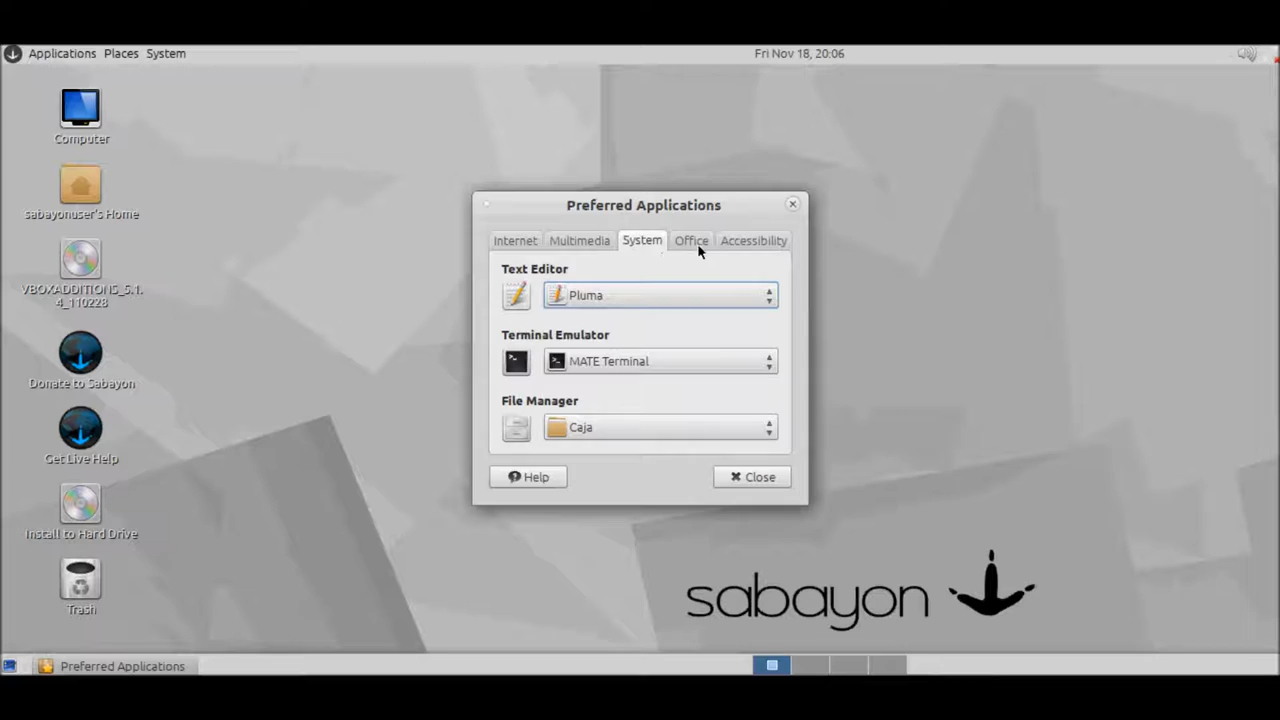 Applications Places System Fri Nov 18, 20:06
Computer
sabayonuser's Home
VBOXADDITIONS_5.1.
4_110228
Donate to Sabayon
Get Live Help
Install to Hard Drive
Trash
Preferred Applications
Internet Multimedia System Office Accessibility
Text Editor
Pluma
Terminal Emulator
MATE Terminal
File Manager
Caja
Help Close
sabayon
Preferred Applications